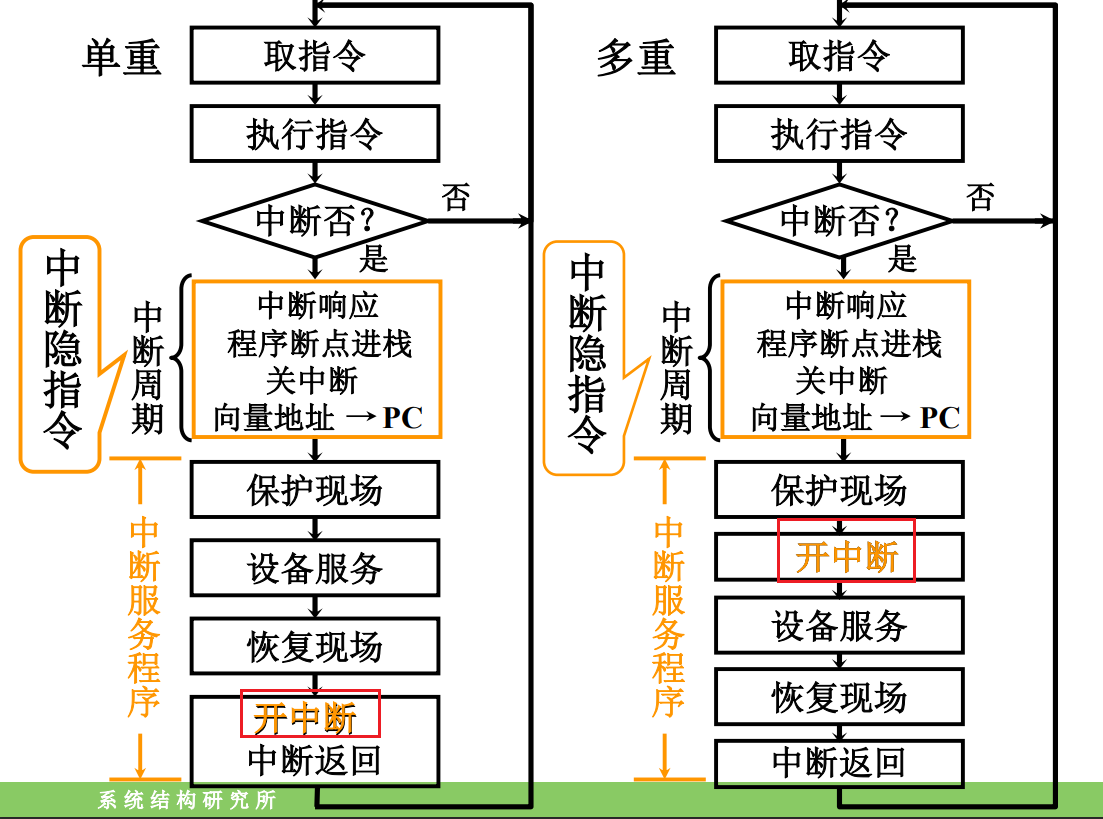 单重
取指令
执行指令
中断否？
否
是
中断隐指令
中断周期
中断响应
程序断点进栈
关中断
向量地址 → PC
中断服务程序
保护现场
设备服务
恢复现场
开中断
中断返回
多重
取指令
执行指令
中断否？
否
是
中断隐指令
中断周期
中断响应
程序断点进栈
关中断
向量地址 → PC
中断服务程序
保护现场
开中断
设备服务
恢复现场
中断返回
系统结构研究所